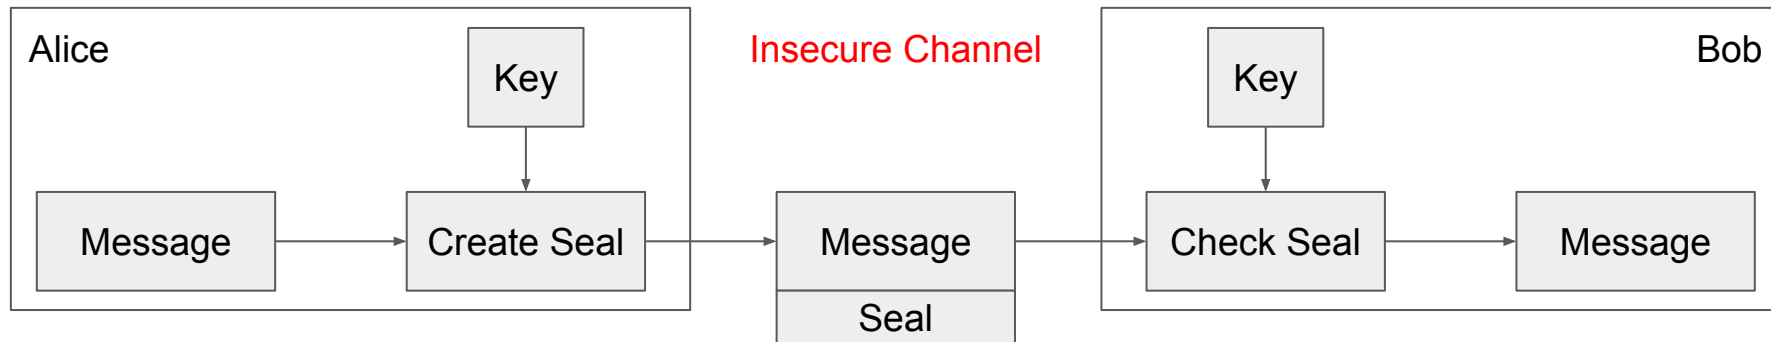 Alice
Key
Insecure Channel
Key
Bob
Message
Create Seal
Message
Check Seal
Message
Seal